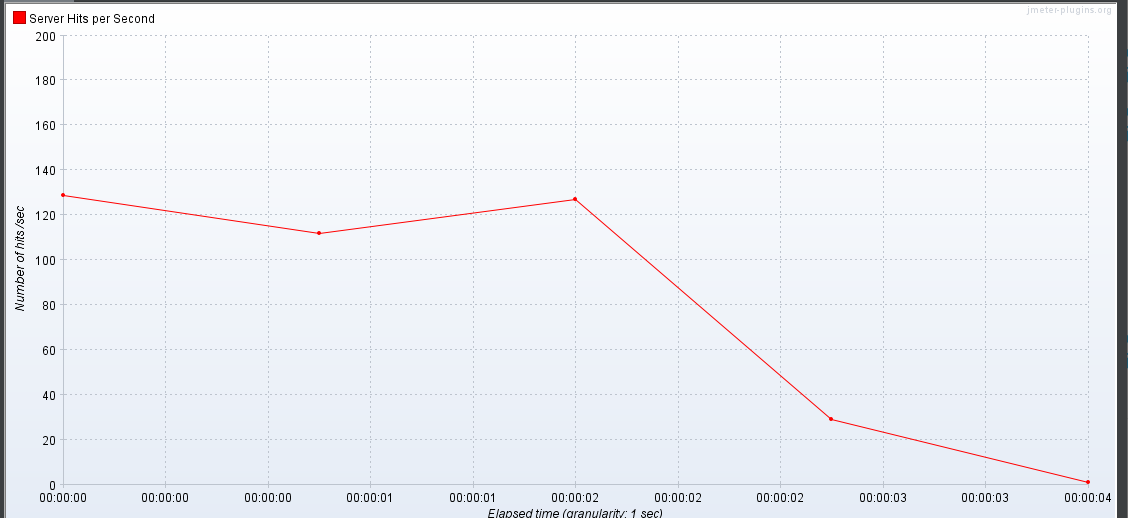 jmeter-plugins.org
Server Hits per Second
200
180
160
140
120
100
80
60
40
20
0
Number of hits /sec
00:00:00 00:00:00 00:00:00 00:00:01 00:00:01 00:00:02 00:00:02 00:00:02 00:00:03 00:00:03 00:00:04
Elapsed time (granularity: 1 sec)